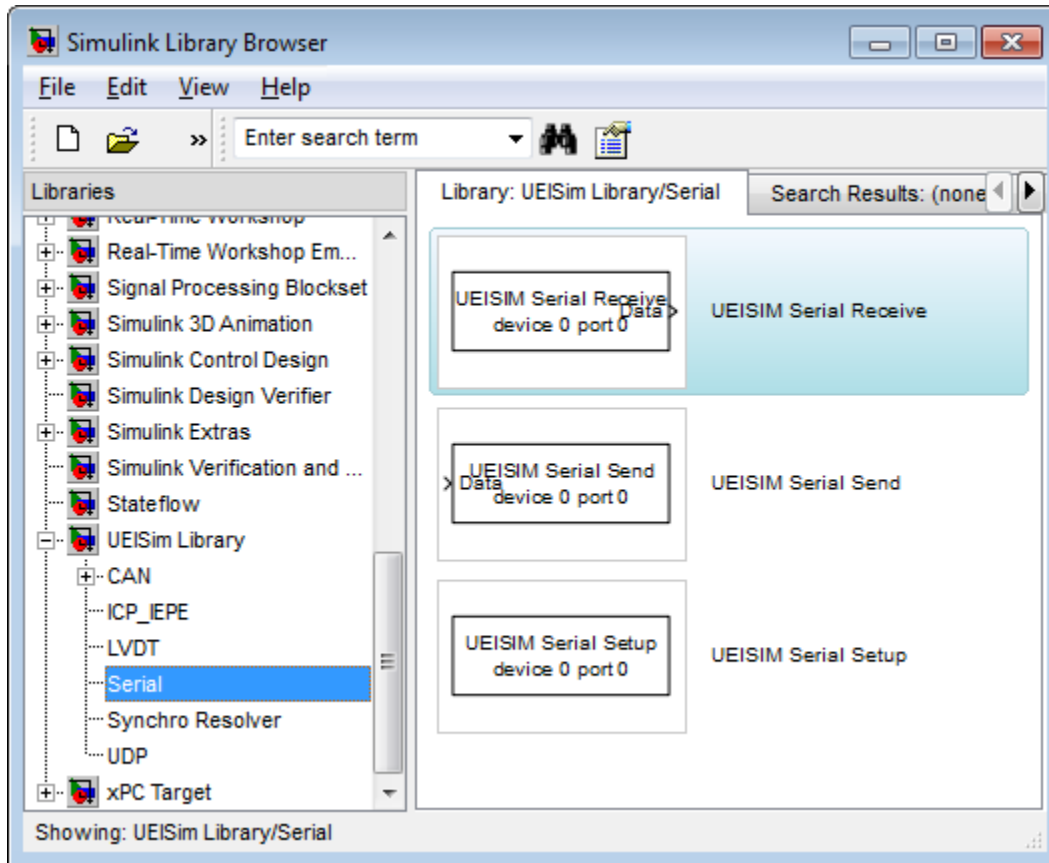 Simulink Library Browser
File Edit View Help
» Enter search term
Libraries
Library: UEISim Library/Serial
Search Results: (none
Real-Time Workshop
Real-Time Workshop Em...
Signal Processing Blockset
Simulink 3D Animation
Simulink Control Design
Simulink Design Verifier
Simulink Extras
Simulink Verification and ...
Stateflow
UEISim Library
CAN
ICP_IEPE
LVDT
Serial
Synchro Resolver
UDP
xPC Target
UEISIM Serial Receive
Data
device 0 port 0
UEISIM Serial Receive
UEISIM Serial Send
Data
device 0 port 0
UEISIM Serial Send
UEISIM Serial Setup
device 0 port 0
UEISIM Serial Setup
Showing: UEISim Library/Serial